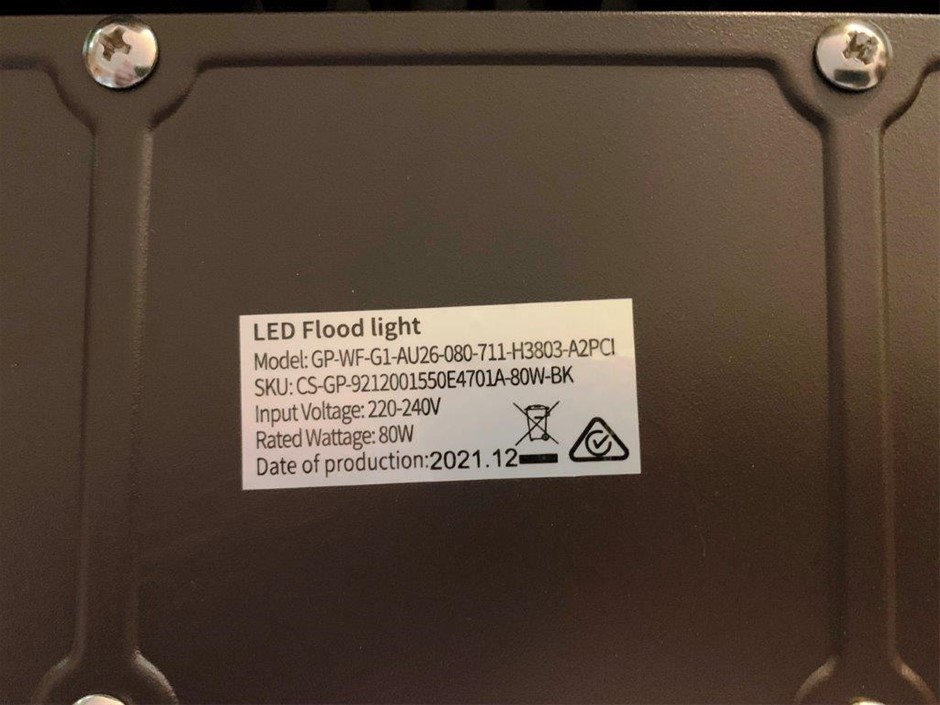 LED Flood light
Model: GP-WF-G1-AU26-080-711-H3803-A2PCI
SKU: CS-GP-9212001550E4701A-80W-BK
Input Voltage: 220-240V
Rated Wattage: 80W
Date of production:2021.12